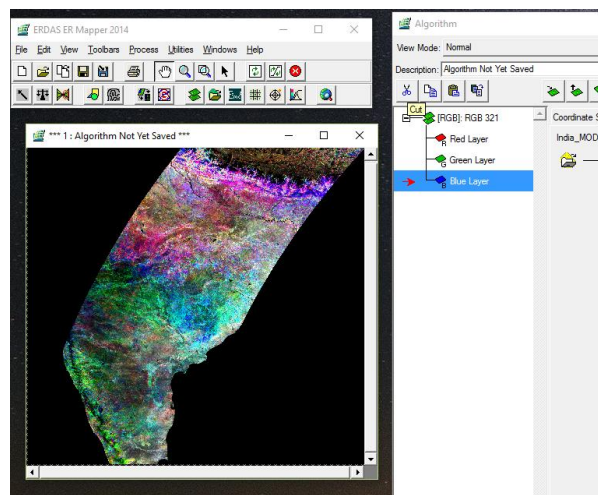 ERDAS ER Mapper 2014
File Edit View Toolbars Process Utilities Windows Help
*** 1 : Algorithm Not Yet Saved ***
Algorithm
View Mode: Normal
Description: Algorithm Not Yet Saved
Cut
[RGB]: RGB 321
R Red Layer
G Green Layer
B Blue Layer
Coordinate S
India_MOD